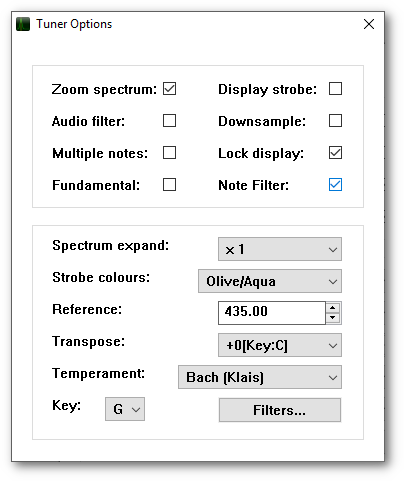 Tuner Options
Zoom spectrum: Display strobe:
Audio filter: Downsample:
Multiple notes: Lock display:
Fundamental: Note Filter:
Spectrum expand: × 1
Strobe colours: Olive/Aqua
Reference: 435.00
Transpose: +0[Key:C]
Temperament: Bach (Klais)
Key: G Filters...